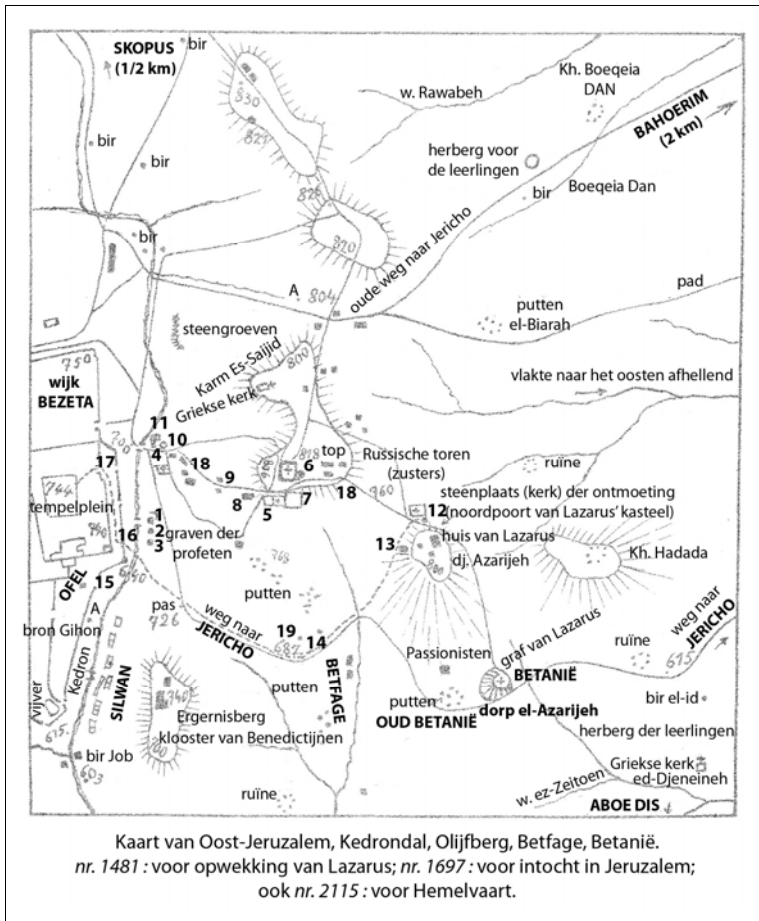 SKOPUS
(1/2 km)
bir
830
827
w. Rawabeh
Kh. Boeqeia
DAN
BAHOERIM
(2 km)
bir
bir
herberg voor
de leerlingen
bir
Boeqeia Dan
bir
820
oude weg naar Jericho
A
804
pad
putten
el-Biarah
steengroeven
Karm Es-Saijid
800
Griekse kerk
vlakte naar het oosten afhellend
750
wijk
BEZETA
11
10
4
18
9
8
5
6
7
818
top
18
Russische toren
(zusters)
760
ruïne
17
744
tempelplein
16
1
2
3
graven der
profeten
12
steenplaats (kerk) der ontmoeting
(noordpoort van Lazarus' kasteel)
13
huis van Lazarus
dj. Azarijeh
Kh. Hadada
OFEL
15
A
bron Gihon
Kedron
SILWAN
vijver
pas
726
putten
weg naar
JERICHO
19
14
687
BETFAGE
putten
Passionisten
graf van Lazarus
BETANIË
ruïne
615
weg naar
JERICHO
putten
OUD BETANIË
dorp el-Azarijeh
bir el-id
740
700
Ergernisberg
klooster van Benedictijnen
herberg der leerlingen
bir Job
603
ruïne
Griekse kerk
ed-Djeneineh
w. ez-Zeitoen
ABOE DIS
Kaart van Oost-Jeruzalem, Kedrondal, Olijfberg, Betfage, Betanië.
nr. 1481 : voor opwekking van Lazarus; nr. 1697 : voor intocht in Jeruzalem;
ook nr. 2115 : voor Hemelvaart.